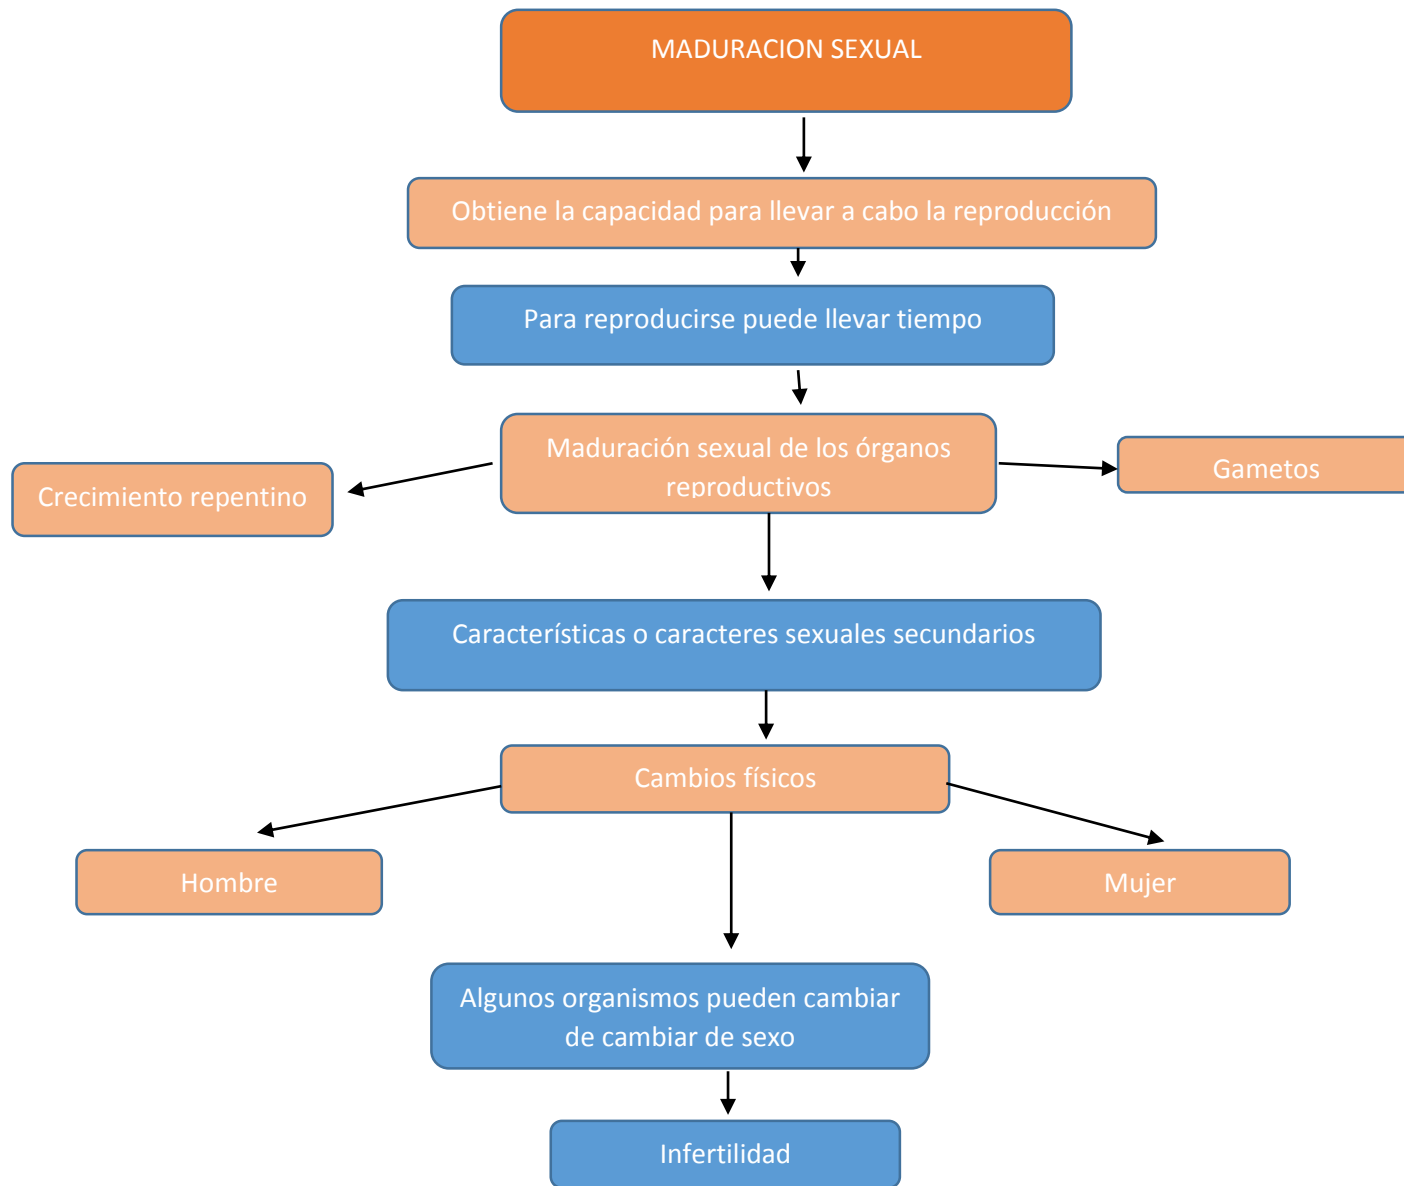 MADURACION SEXUAL
Obtiene la capacidad para llevar a cabo la reproducción
Para reproducirse puede llevar tiempo
Maduración sexual de los órganos
reproductivos
Gametos
Crecimiento repentino
Características o caracteres sexuales secundarios
Cambios físicos
Hombre
Mujer
Algunos organismos pueden cambiar
de cambiar de sexo
Infertilidad